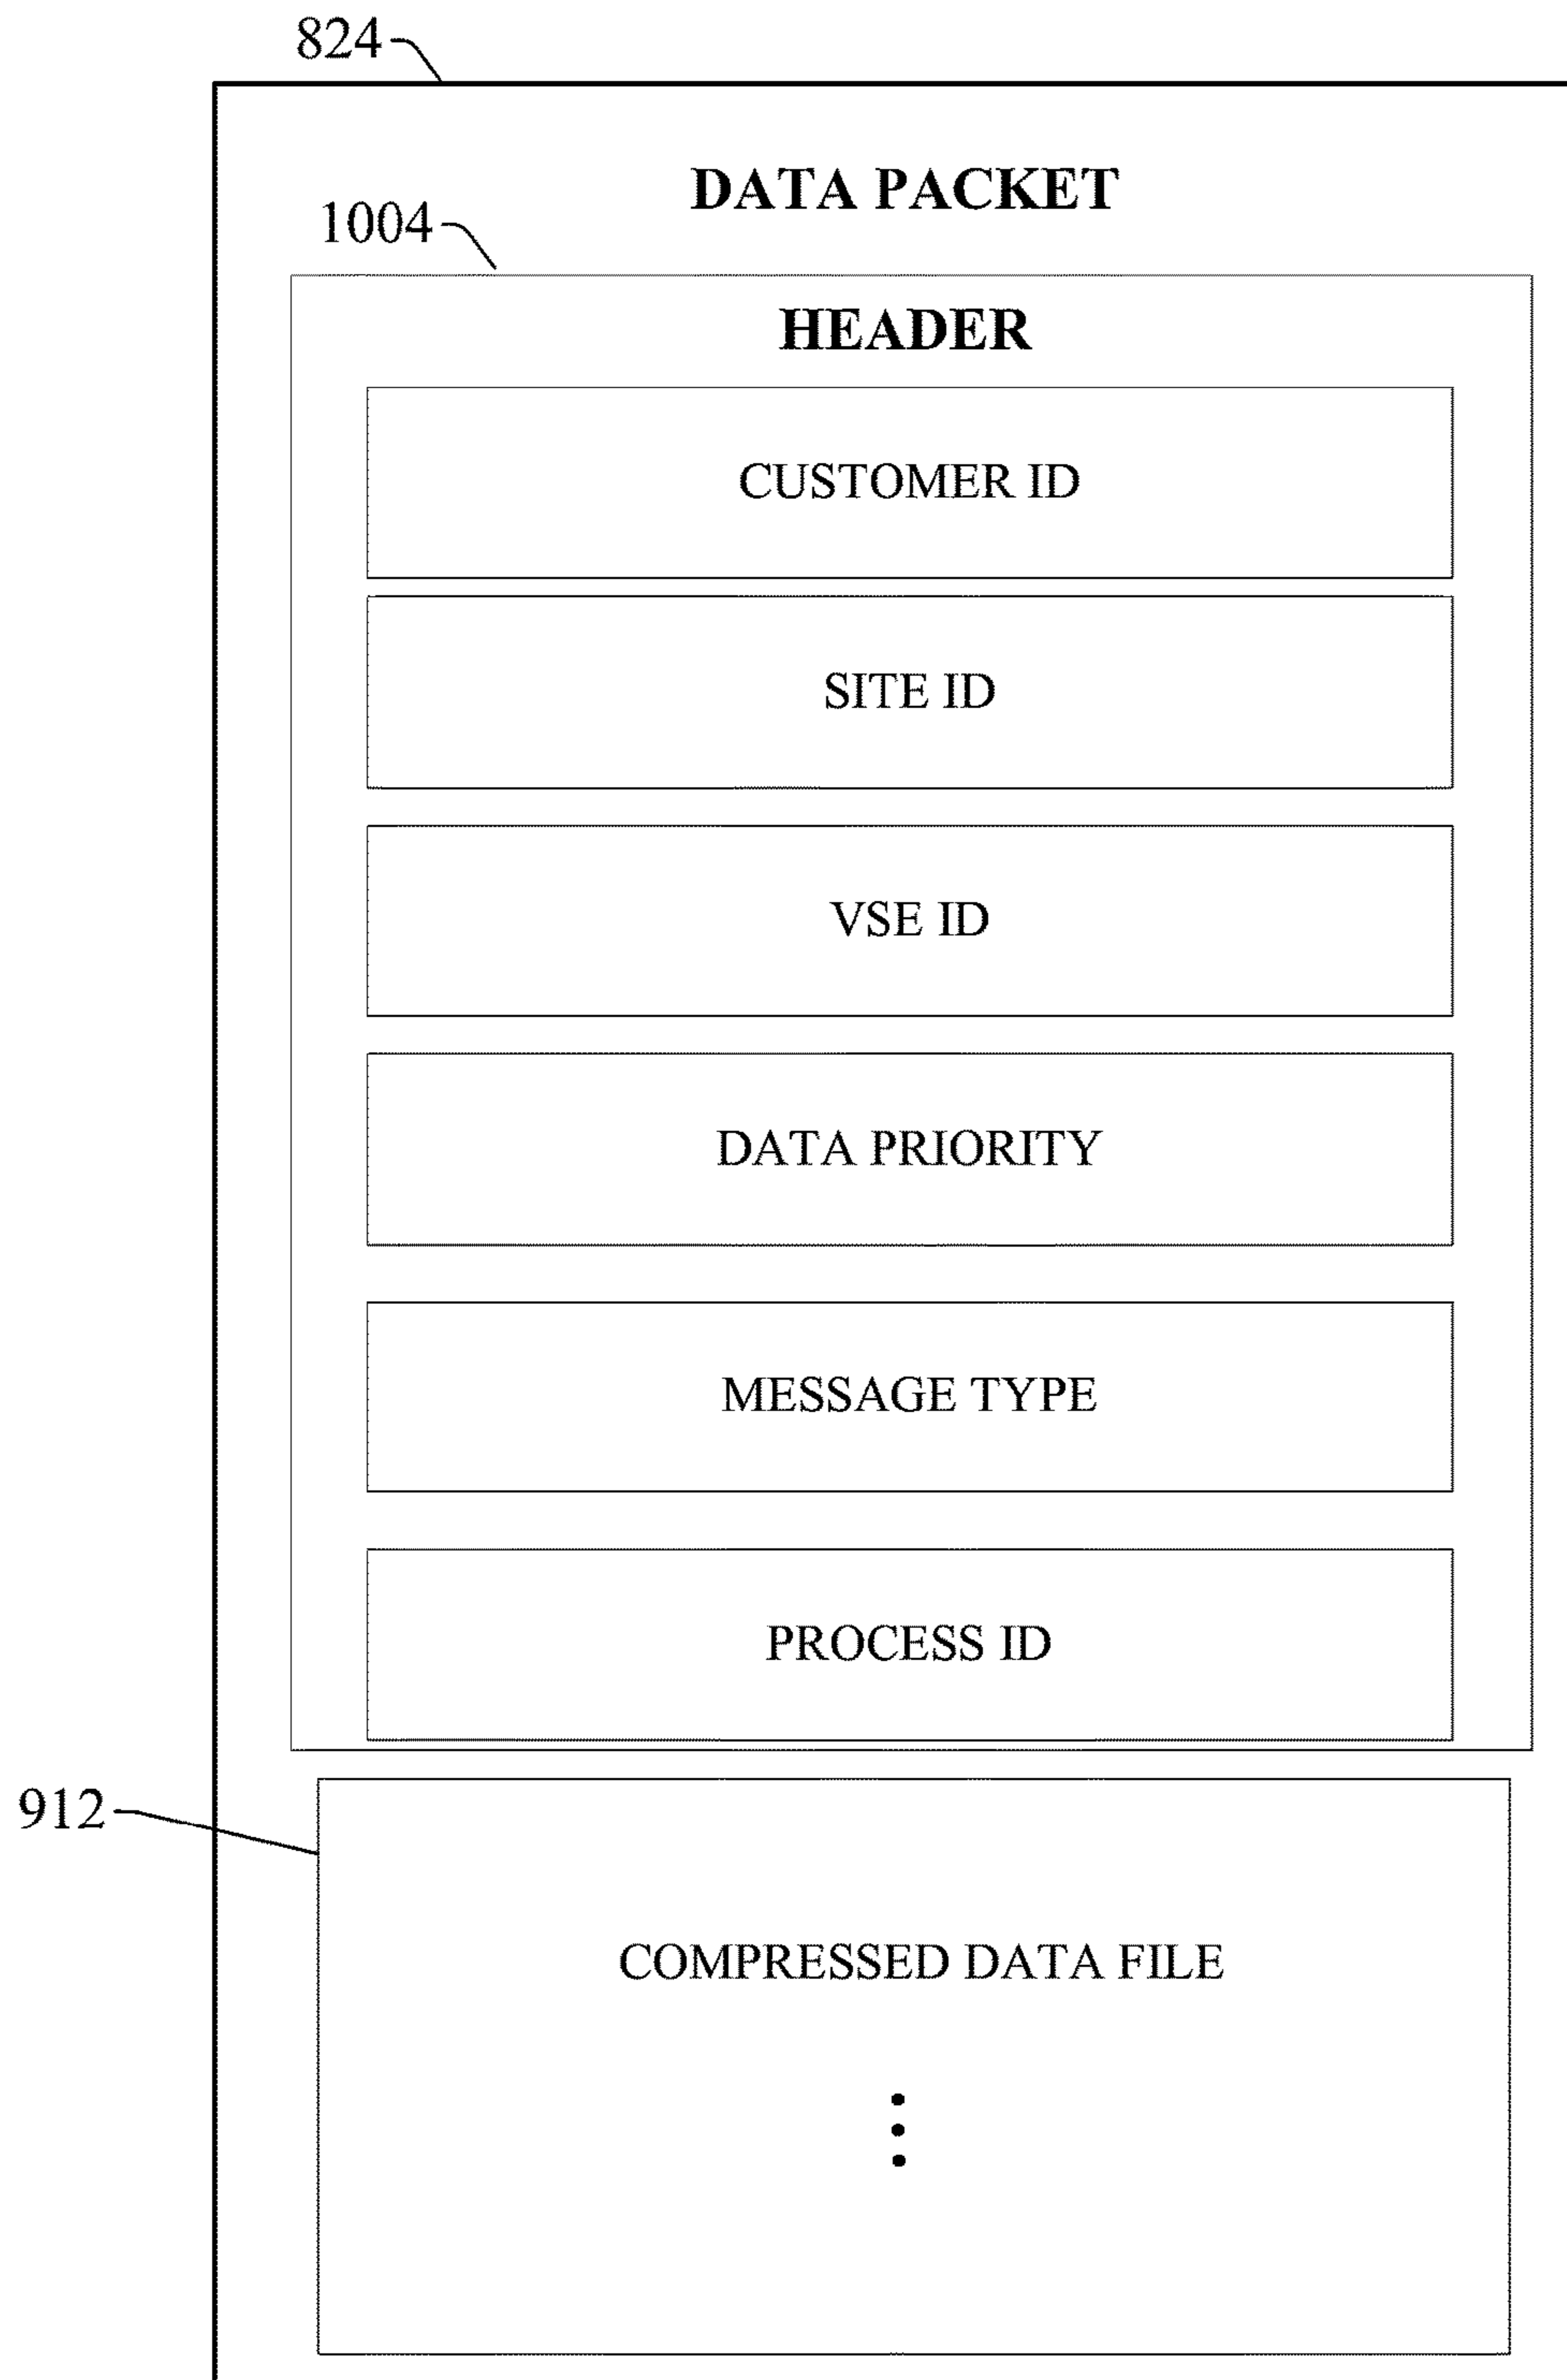 824
DATA PACKET
1004
HEADER
CUSTOMER ID
SITE ID
VSE ID
DATA PRIORITY
MESSAGE TYPE
PROCESS ID
912
COMPRESSED DATA FILE